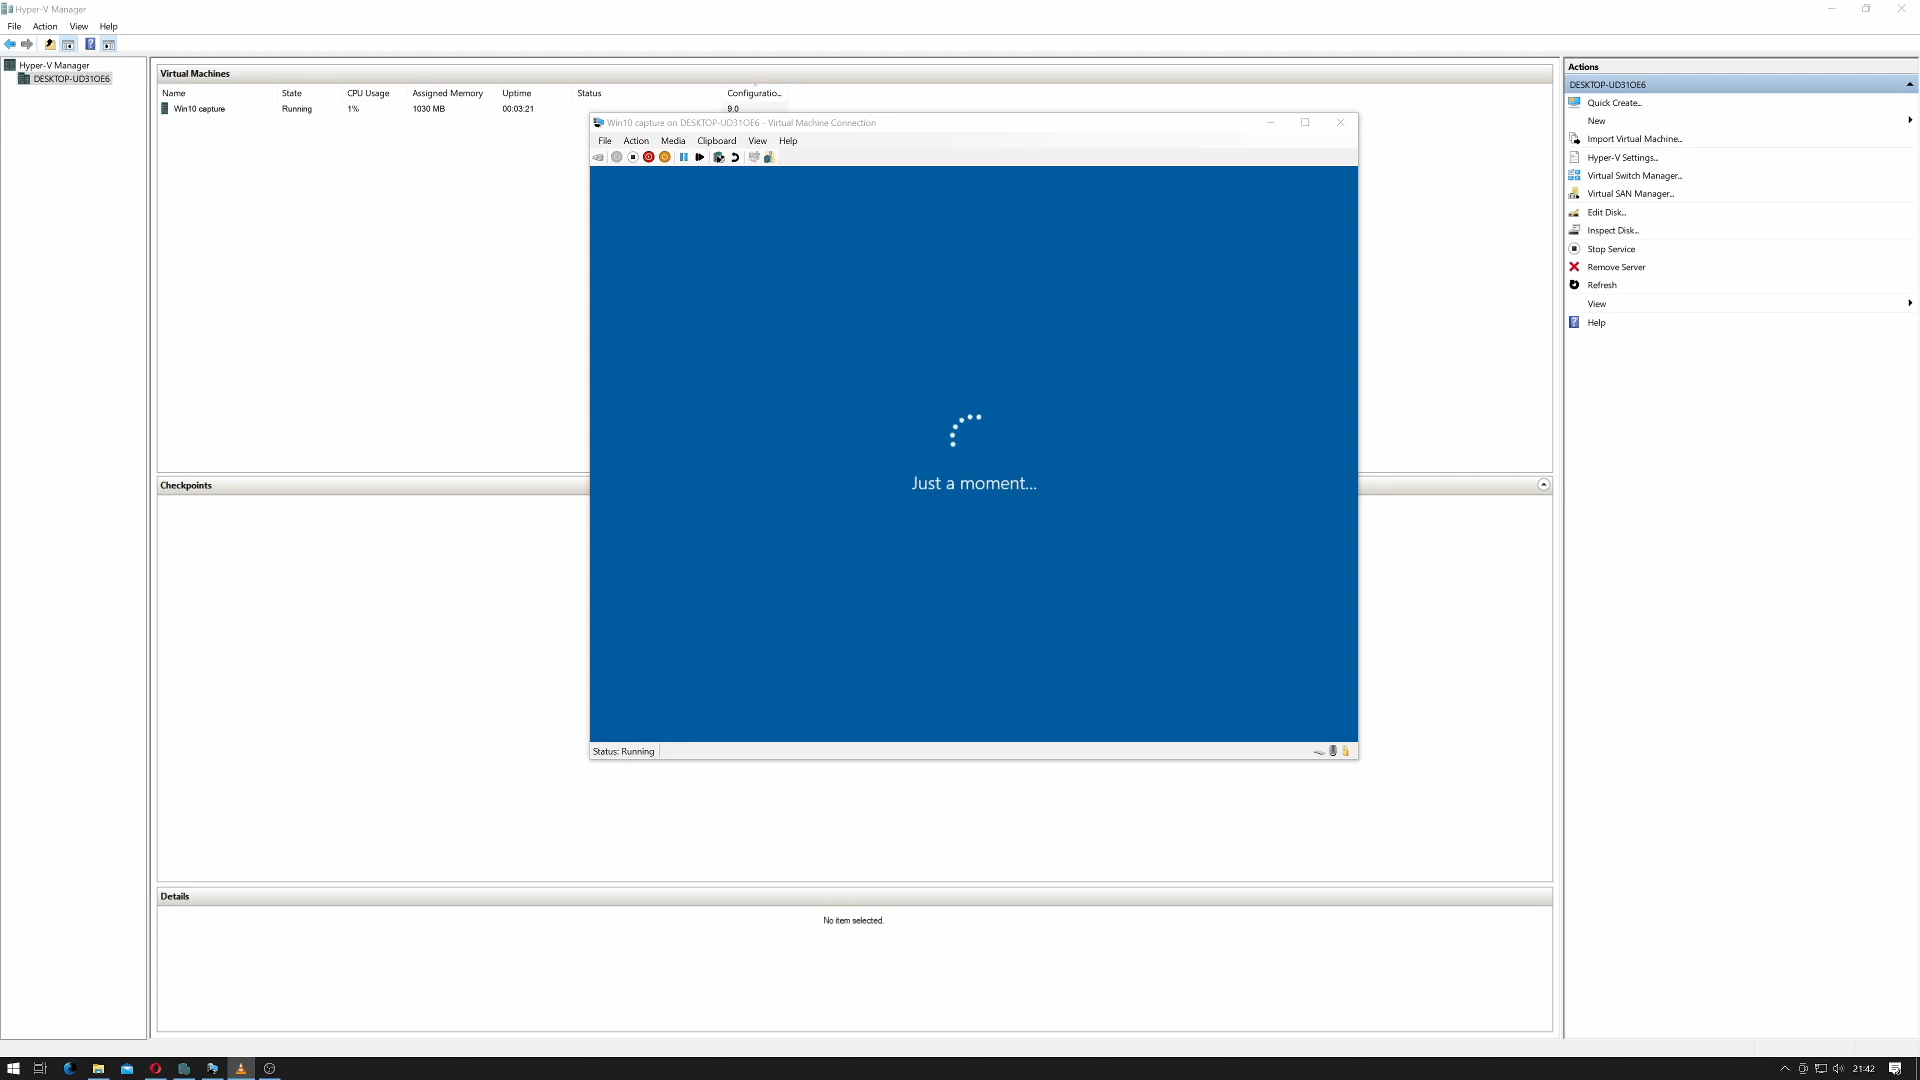 Hyper-V Manager
File Action View Help
Hyper-V Manager
DESKTOP-UD31OE6
Virtual Machines
Name State CPU Usage Assigned Memory Uptime Status Configuratio...
Win10 capture Running 1% 1030 MB 00:03:21 9.0
Win10 capture on DESKTOP-UD31OE6 - Virtual Machine Connection
File Action Media Clipboard View Help
Just a moment...
Status: Running
Checkpoints
Details
No item selected.
Actions
DESKTOP-UD31OE6
Quick Create...
New
Import Virtual Machine...
Hyper-V Settings...
Virtual Switch Manager...
Virtual SAN Manager...
Edit Disk...
Inspect Disk...
Stop Service
Remove Server
Refresh
View
Help
21:42